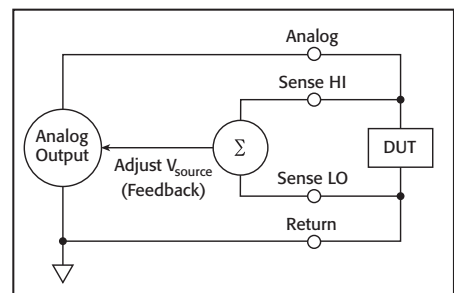 Analog
Sense HI
Analog
Output
Σ
DUT
Adjust Vsource
(Feedback)
Sense LO
Return